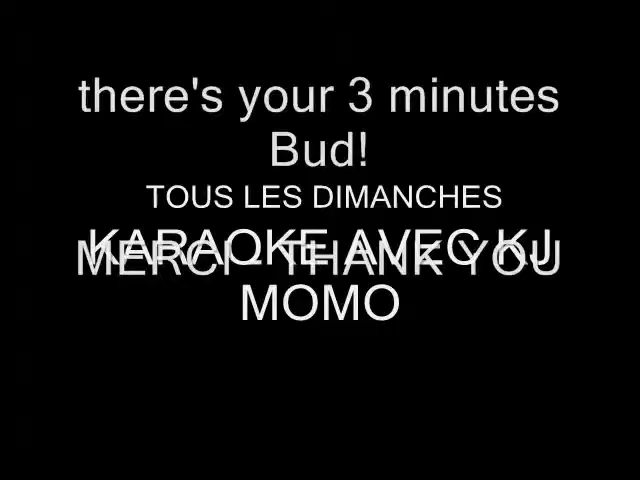 there's your 3 minutes
Bud!
TOUS LES DIMANCHES
KARAOKE AVEC KJ
MERCI - THANK YOU
MOMO